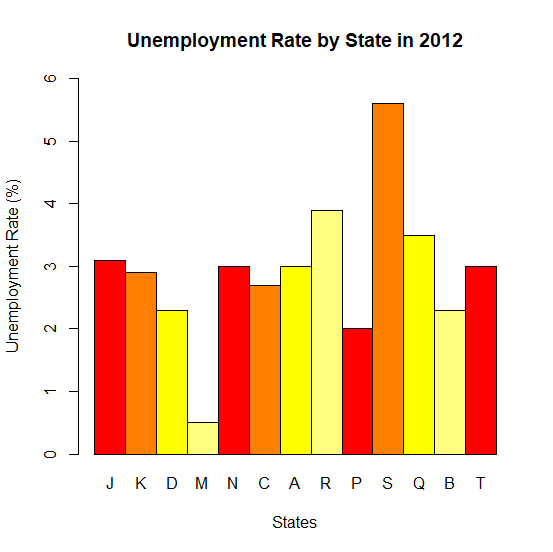 Unemployment Rate by State in 2012
Unemployment Rate (%)
6
5
4
3
2
1
0
J K D M N C A R P S Q B T
States